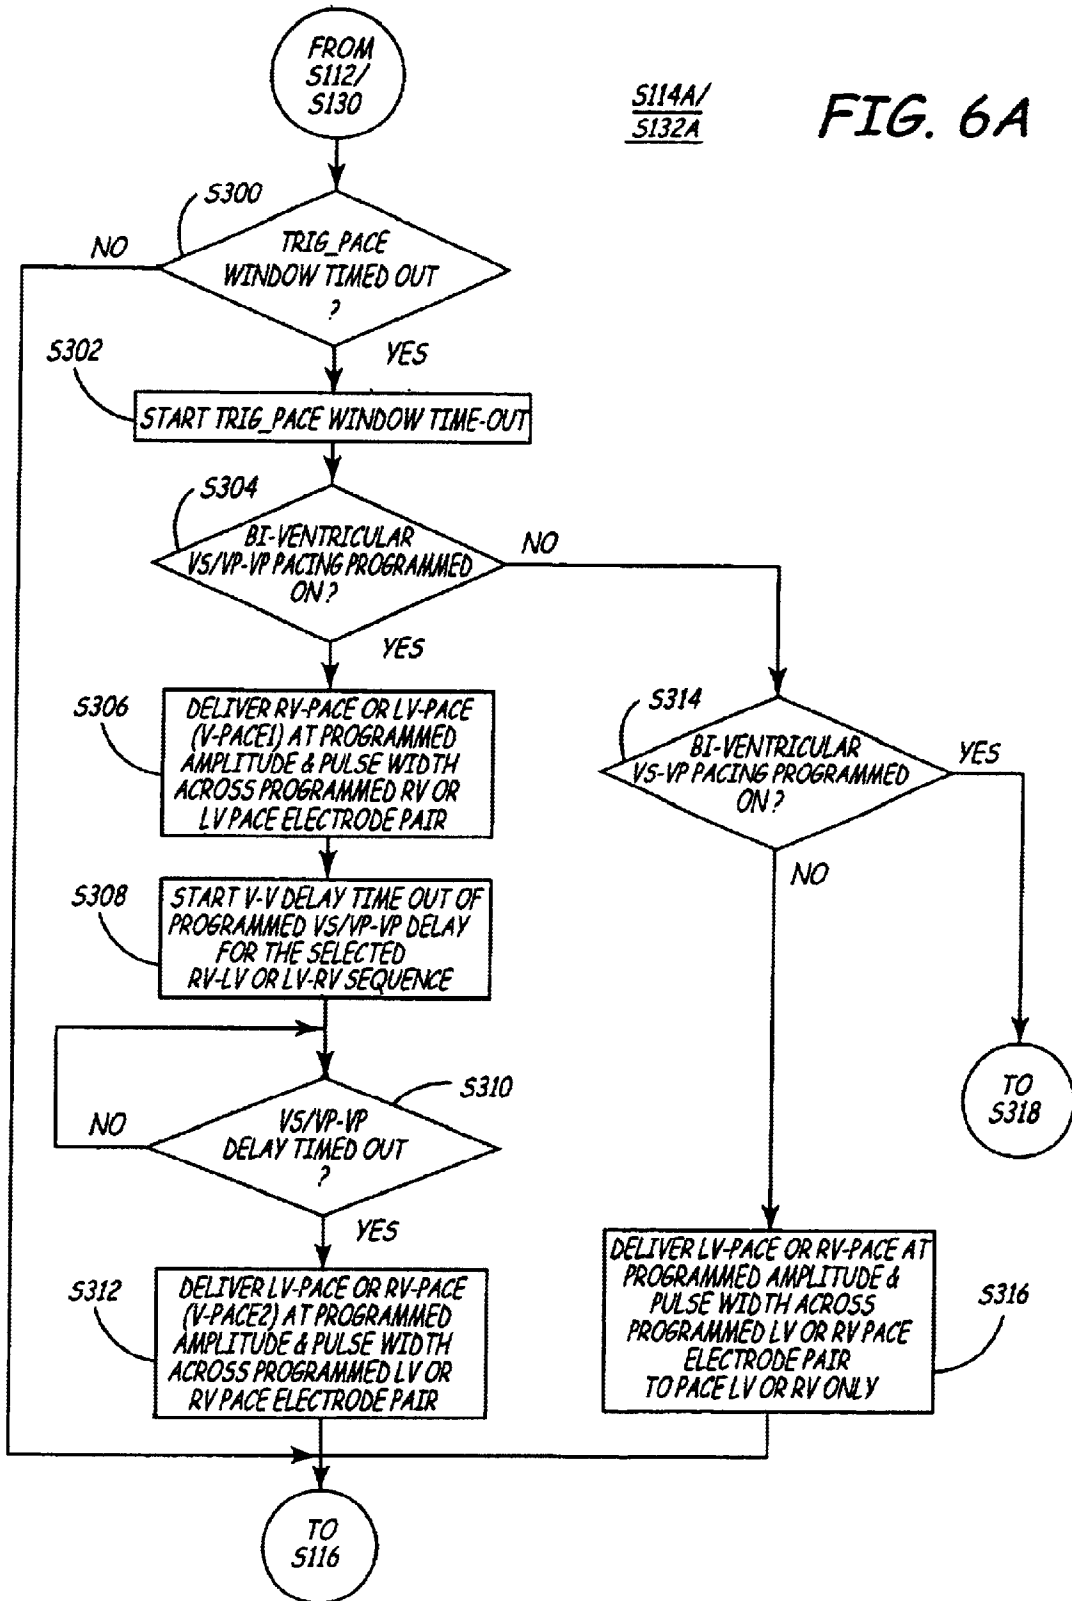 FROM
S112/
S130
S114A/
S132A
FIG. 6A
S300
NO
TRIG_PACE
WINDOW TIMED OUT
?
YES
S302
START TRIG_PACE WINDOW TIME-OUT
S304
BI-VENTRICULAR
VS/VP-VP PACING PROGRAMMED
ON?
NO
YES
S306
DELIVER RV-PACE OR LV-PACE
(V-PACE1) AT PROGRAMMED
AMPLITUDE & PULSE WIDTH
ACROSS PROGRAMMED RV OR
LV PACE ELECTRODE PAIR
S314
BI-VENTRICULAR
VS-VP PACING PROGRAMMED
ON?
YES
NO
S308
START V-V DELAY TIME OUT OF
PROGRAMMED VS/VP-VP DELAY
FOR THE SELECTED
RV-LV OR LV-RV SEQUENCE
S310
NO
VS/VP-VP
DELAY TIMED OUT
?
YES
TO
S318
S312
DELIVER LV-PACE OR RV-PACE
(V-PACE2) AT PROGRAMMED
AMPLITUDE & PULSE WIDTH
ACROSS PROGRAMMED LV OR
RV PACE ELECTRODE PAIR
DELIVER LV-PACE OR RV-PACE AT
PROGRAMMED AMPLITUDE &
PULSE WIDTH ACROSS
PROGRAMMED LV OR RV PACE
ELECTRODE PAIR
TO PACE LV OR RV ONLY
S316
TO
S116